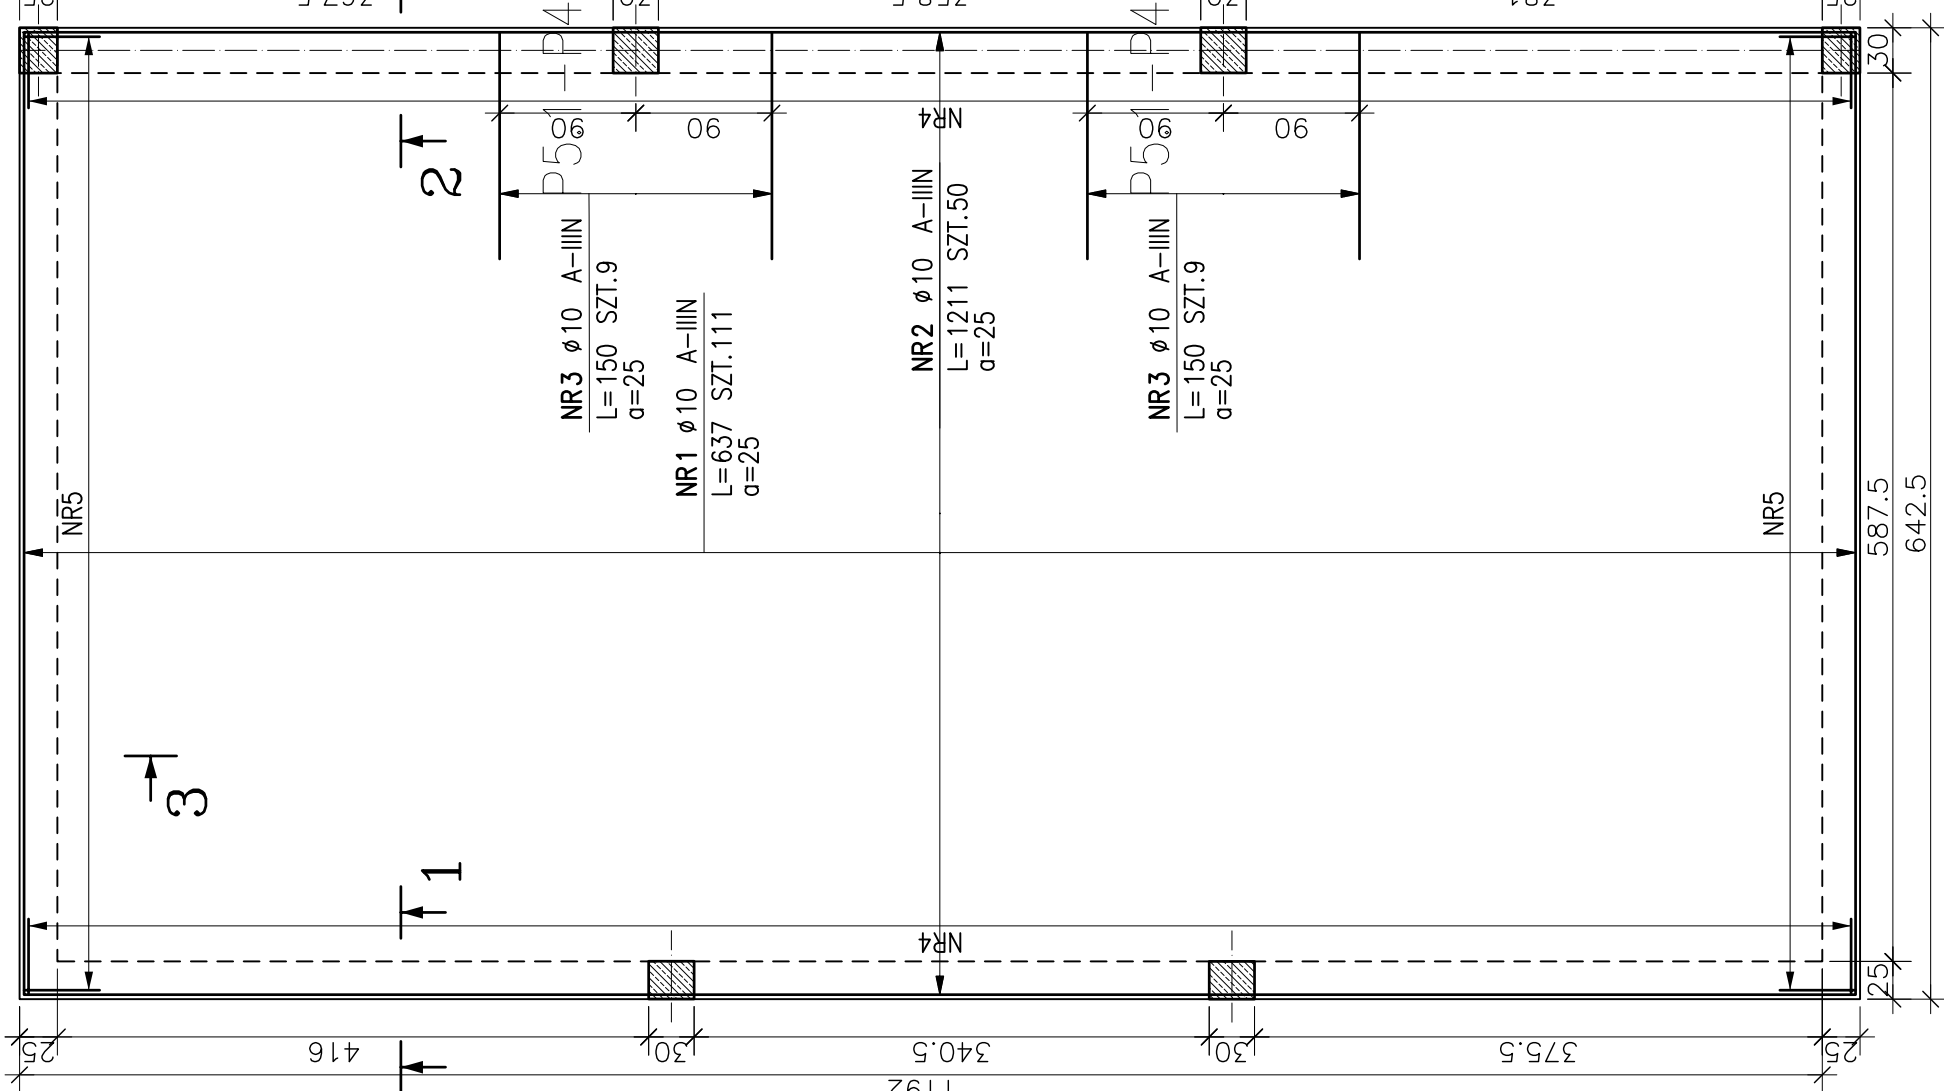 30
P5.1-P4
P5.1-P4
90
90
NR4
90
90
2
NR3 ø10 A-IIIN
L=150 SZT.9
a=25
NR1 ø10 A-IIIN
L=637 SZT.111
a=25
NR2 ø10 A-IIIN
L=1211 SZT.50
a=25
NR3 ø10 A-IIIN
L=150 SZT.9
a=25
NR5
NR5
587.5
642.5
3
1
NR4
25
25
416
30
340.5
30
375.5
25
1192